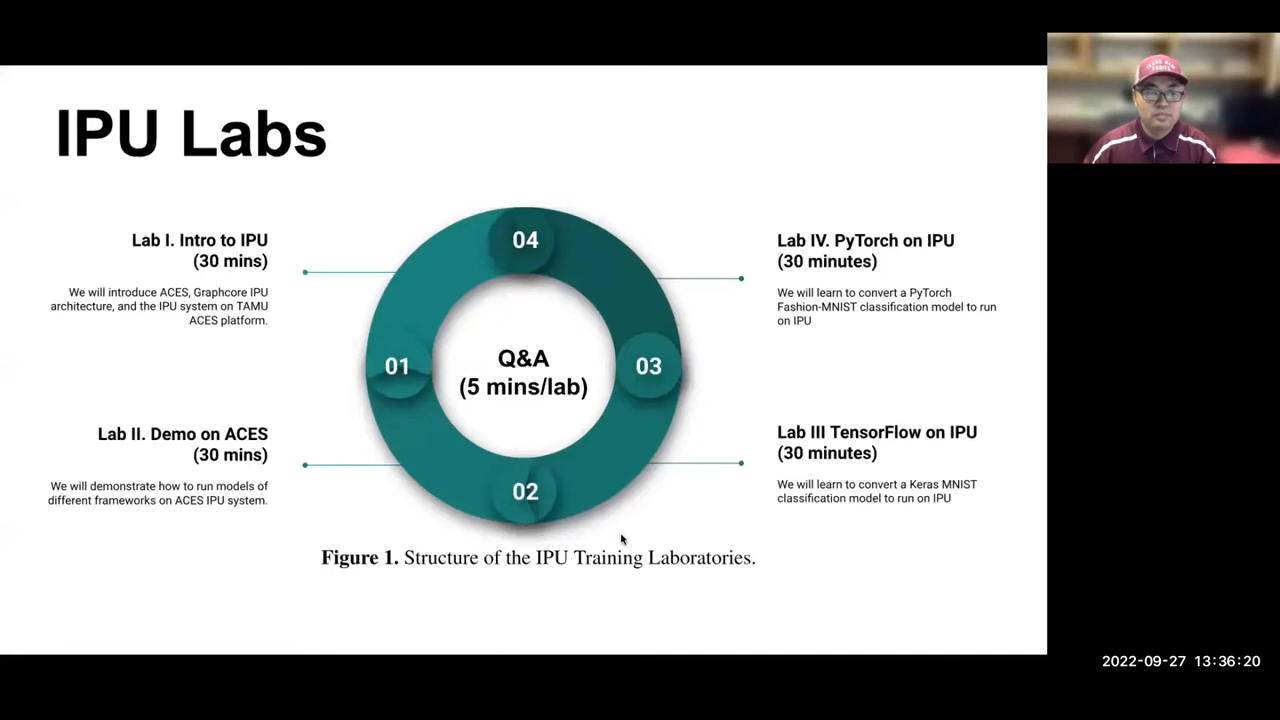 IPU Labs
Lab I. Intro to IPU
(30 mins)
We will introduce ACES, Graphcore IPU
architecture, and the IPU system on TAMU
ACES platform.
Lab II. Demo on ACES
(30 mins)
We will demonstrate how to run models of
different frameworks on ACES IPU system.
04
01
Q&A
(5 mins/lab)
03
02
Lab IV. PyTorch on IPU
(30 minutes)
We will learn to convert a PyTorch
Fashion-MNIST classification model to run
on IPU
Lab III TensorFlow on IPU
(30 minutes)
We will learn to convert a Keras MNIST
classification model to run on IPU
Figure 1. Structure of the IPU Training Laboratories.
2022-09-27 13:36:20